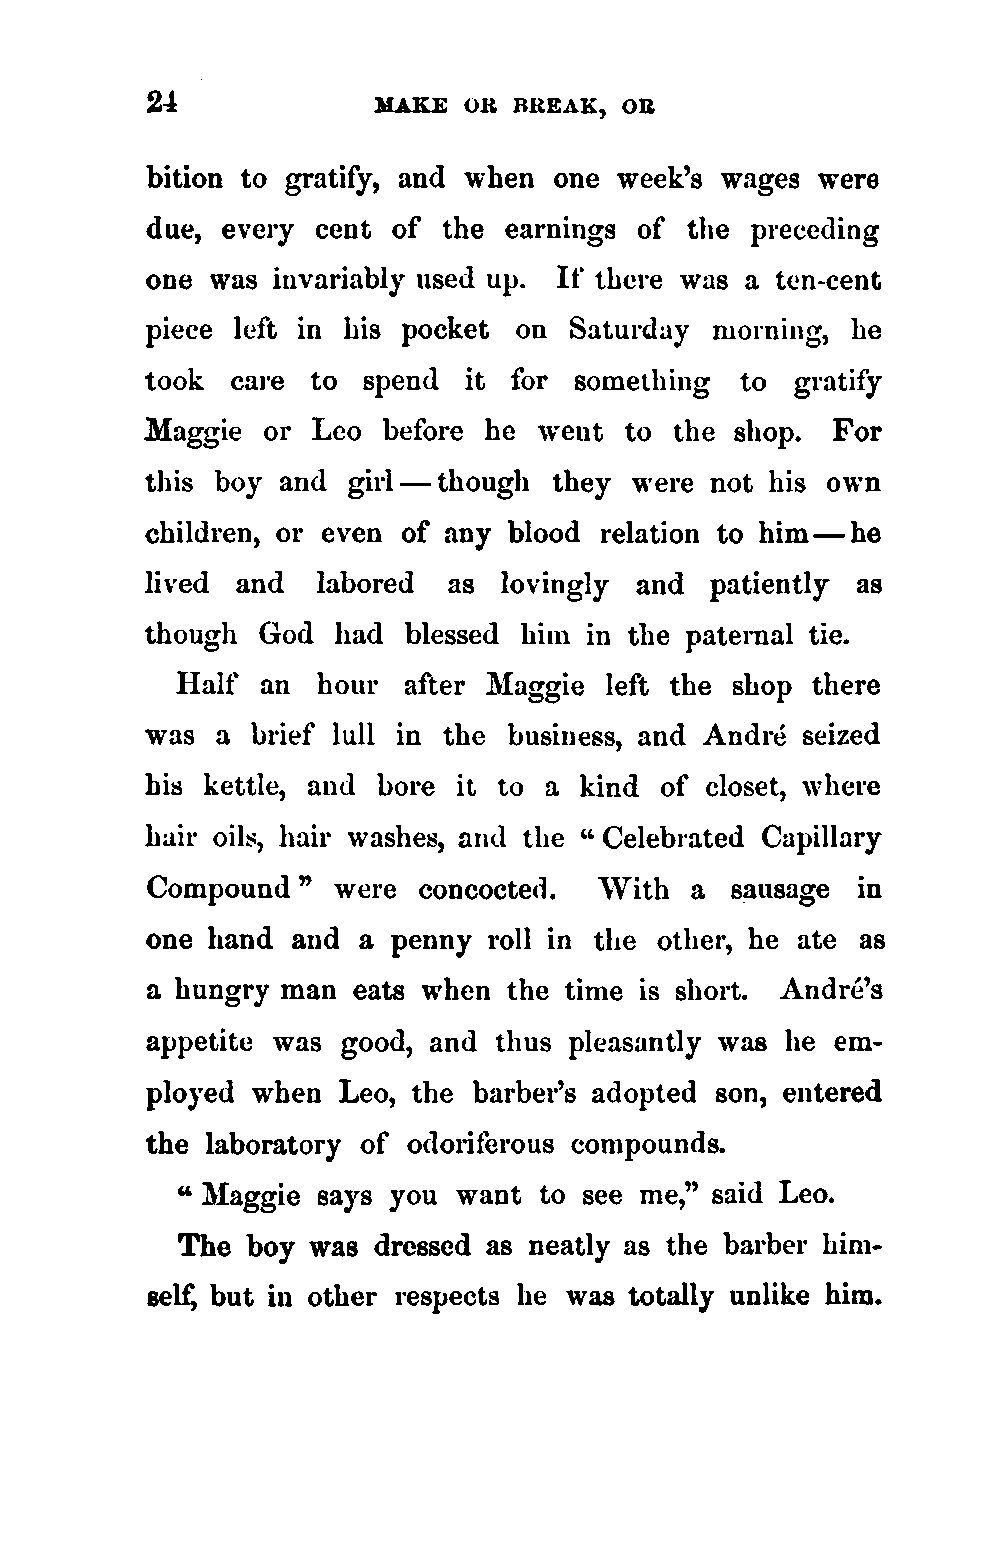 24 MAKE OR BREAK, OR
bition to gratify, and when one week's wages were
due, every cent of the earnings of the preceding
one was invariably used up. If there was a ten-cent
piece left in his pocket on Saturday morning, he
took care to spend it for something to gratify
Maggie or Leo before he went to the shop. For
this boy and girl — though they were not his own
children, or even of any blood relation to him — he
lived and labored as lovingly and patiently as
though God had blessed him in the paternal tie.
Half an hour after Maggie left the shop there
was a brief lull in the business, and André seized
his kettle, and bore it to a kind of closet, where
hair oils, hair washes, and the “ Celebrated Capillary
Compound ” were concocted. With a sausage in
one hand and a penny roll in the other, he ate as
a hungry man eats when the time is short. André's
appetite was good, and thus pleasantly was he em-
ployed when Leo, the barber's adopted son, entered
the laboratory of odoriferous compounds.
“ Maggie says you want to see me,” said Leo.
The boy was dressed as neatly as the barber him-
self, but in other respects he was totally unlike him.